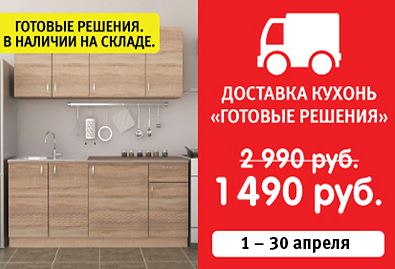 ГОТОВЫЕ РЕШЕНИЯ.
В НАЛИЧИИ НА СКЛАДЕ.
ДОСТАВКА КУХОНЬ
«ГОТОВЫЕ РЕШЕНИЯ»
2 990 руб.
1 490 руб.
1 – 30 апреля